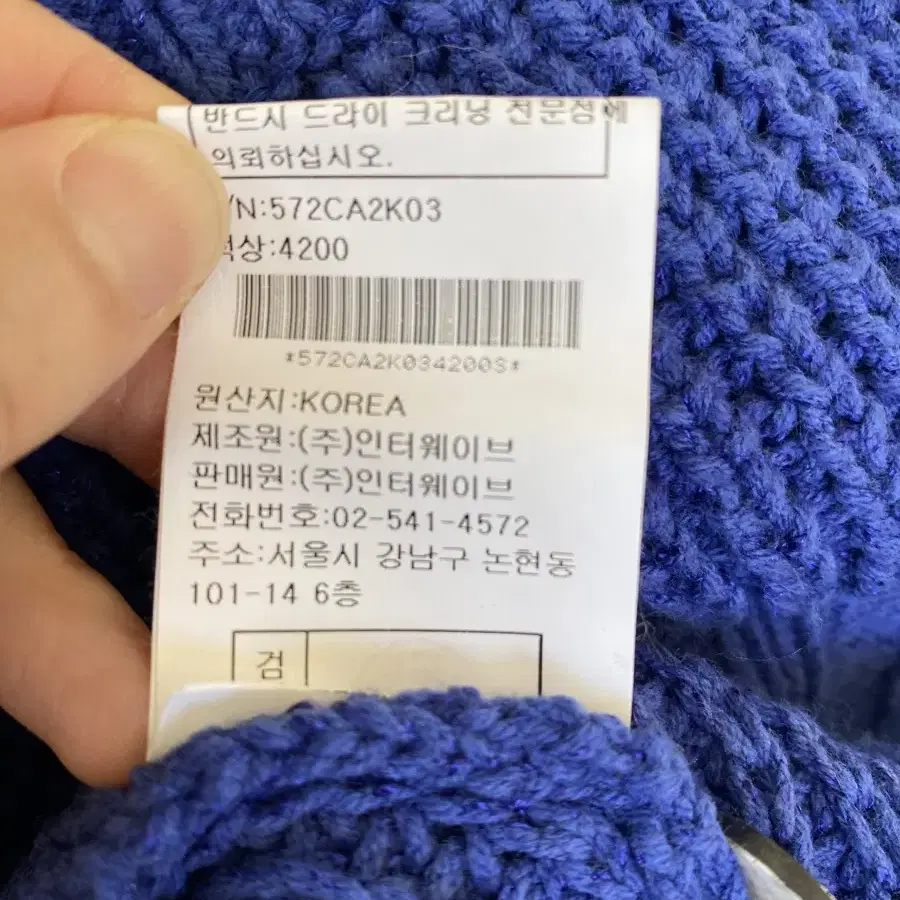 반드시 드라이 크리닝 전문점에
의뢰하십시오.
/N:572CA2K03
상:4200
*572CA2K034200S*
원산지:KOREA
제조원:(주)인터웨이브
판매원:(주)인터웨이브
전화번호:02-541-4572
주소:서울시 강남구 논현동
101-14 6층
검